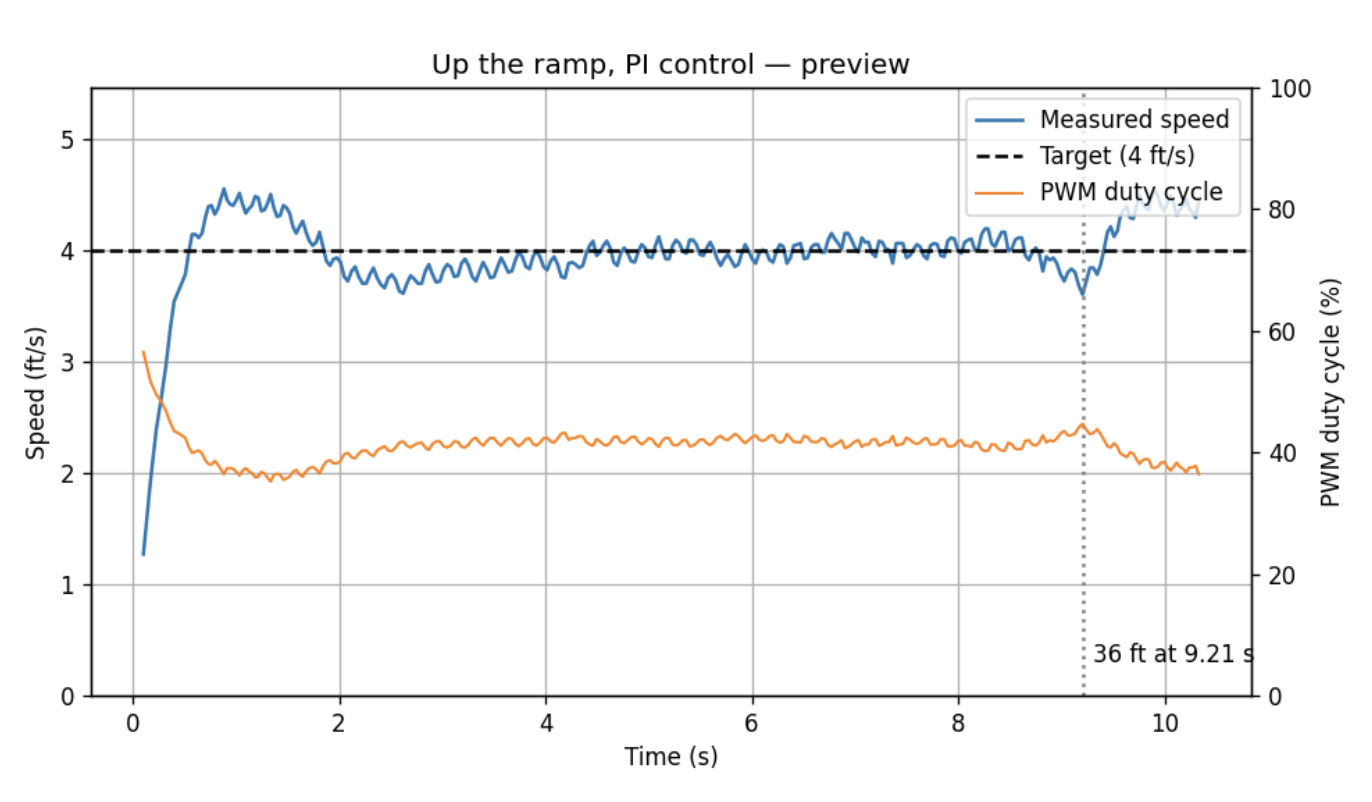 Up the ramp, PI control — preview
Measured speed
Target (4 ft/s)
PWM duty cycle
5
4
3
2
1
0
Speed (ft/s)
100
80
60
40
20
0
PWM duty cycle (%)
36 ft at 9.21 s
0
2
4
6
8
10
Time (s)